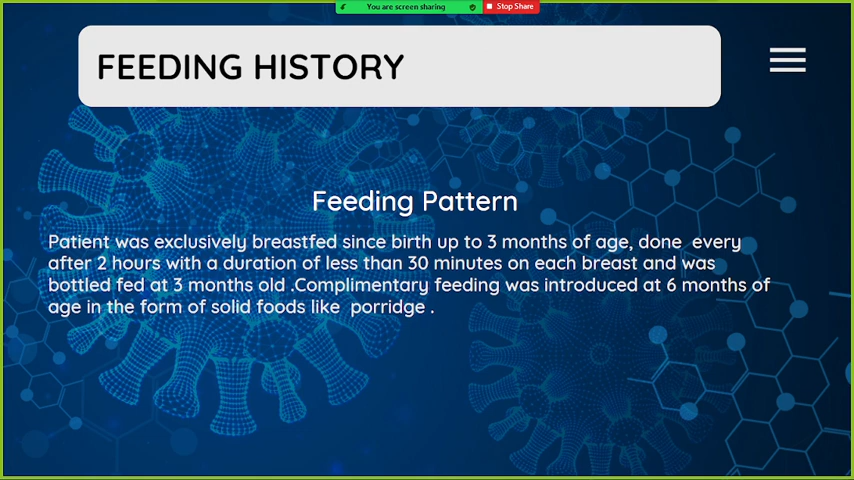 You are screen sharing
Stop Share
FEEDING HISTORY
Feeding Pattern
Patient was exclusively breastfed since birth up to 3 months of age, done every
after 2 hours with a duration of less than 30 minutes on each breast and was
bottled fed at 3 months old .Complimentary feeding was introduced at 6 months of
age in the form of solid foods like porridge .